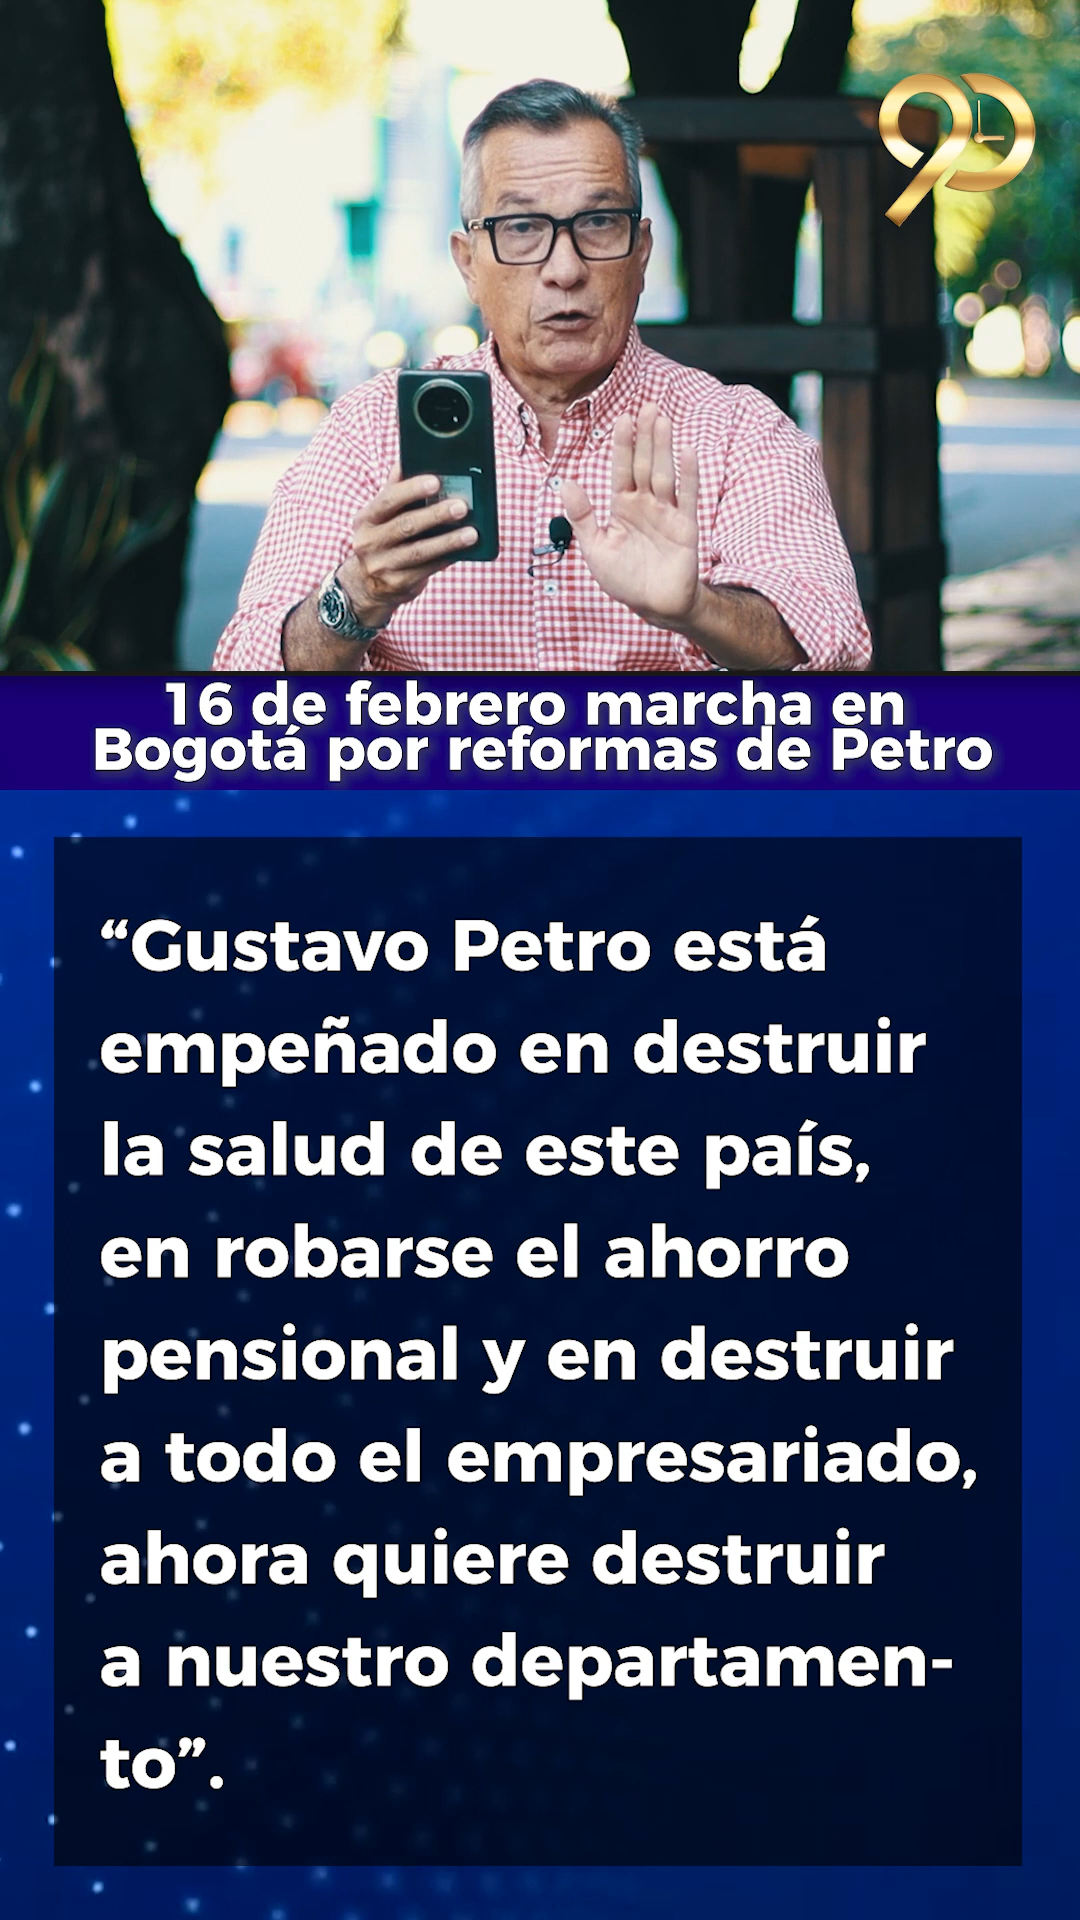 90
16 de febrero marcha en
Bogotá por reformas de Petro
“Gustavo Petro está
empeñado en destruir
la salud de este país,
en robarse el ahorro
pensional y en destruir
a todo el empresariado,
ahora quiere destruir
a nuestro departamen-
to”.